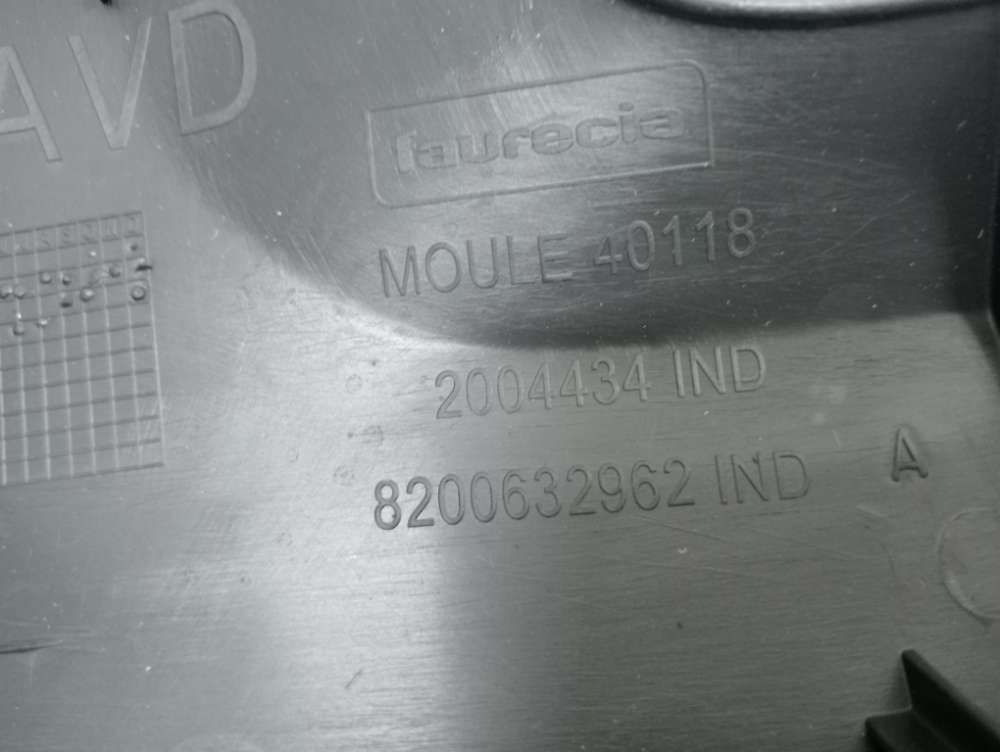 AVD
faurecia
MOULE 40118
2004434 IND
8200632962 IND A